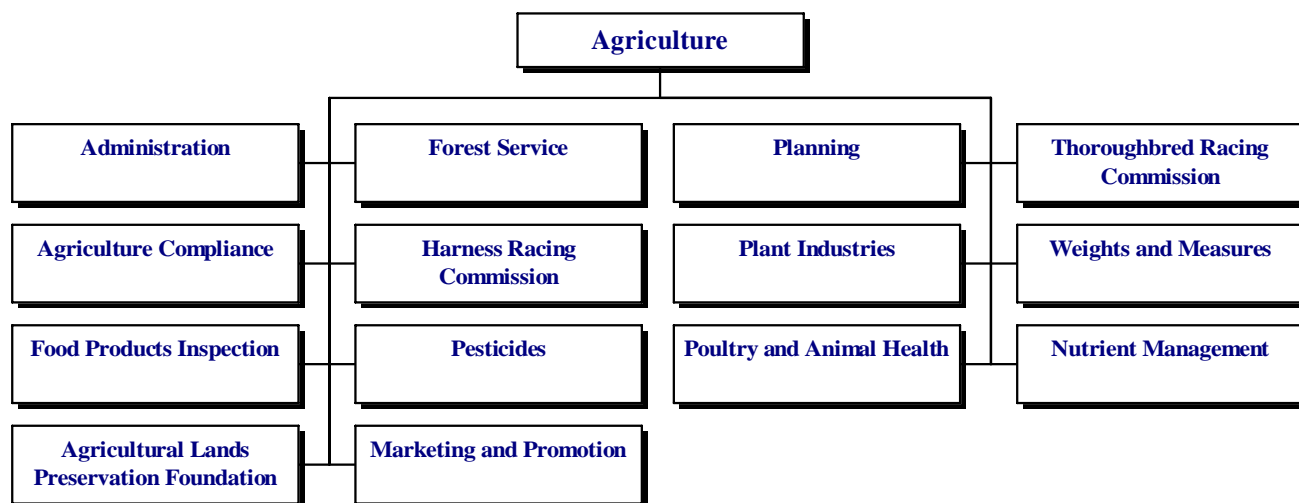 Agriculture
Administration
Forest Service
Planning
Thoroughbred Racing
Commission
Agriculture Compliance
Harness Racing
Commission
Plant Industries
Weights and Measures
Food Products Inspection
Pesticides
Poultry and Animal Health
Nutrient Management
Agricultural Lands
Preservation Foundation
Marketing and Promotion